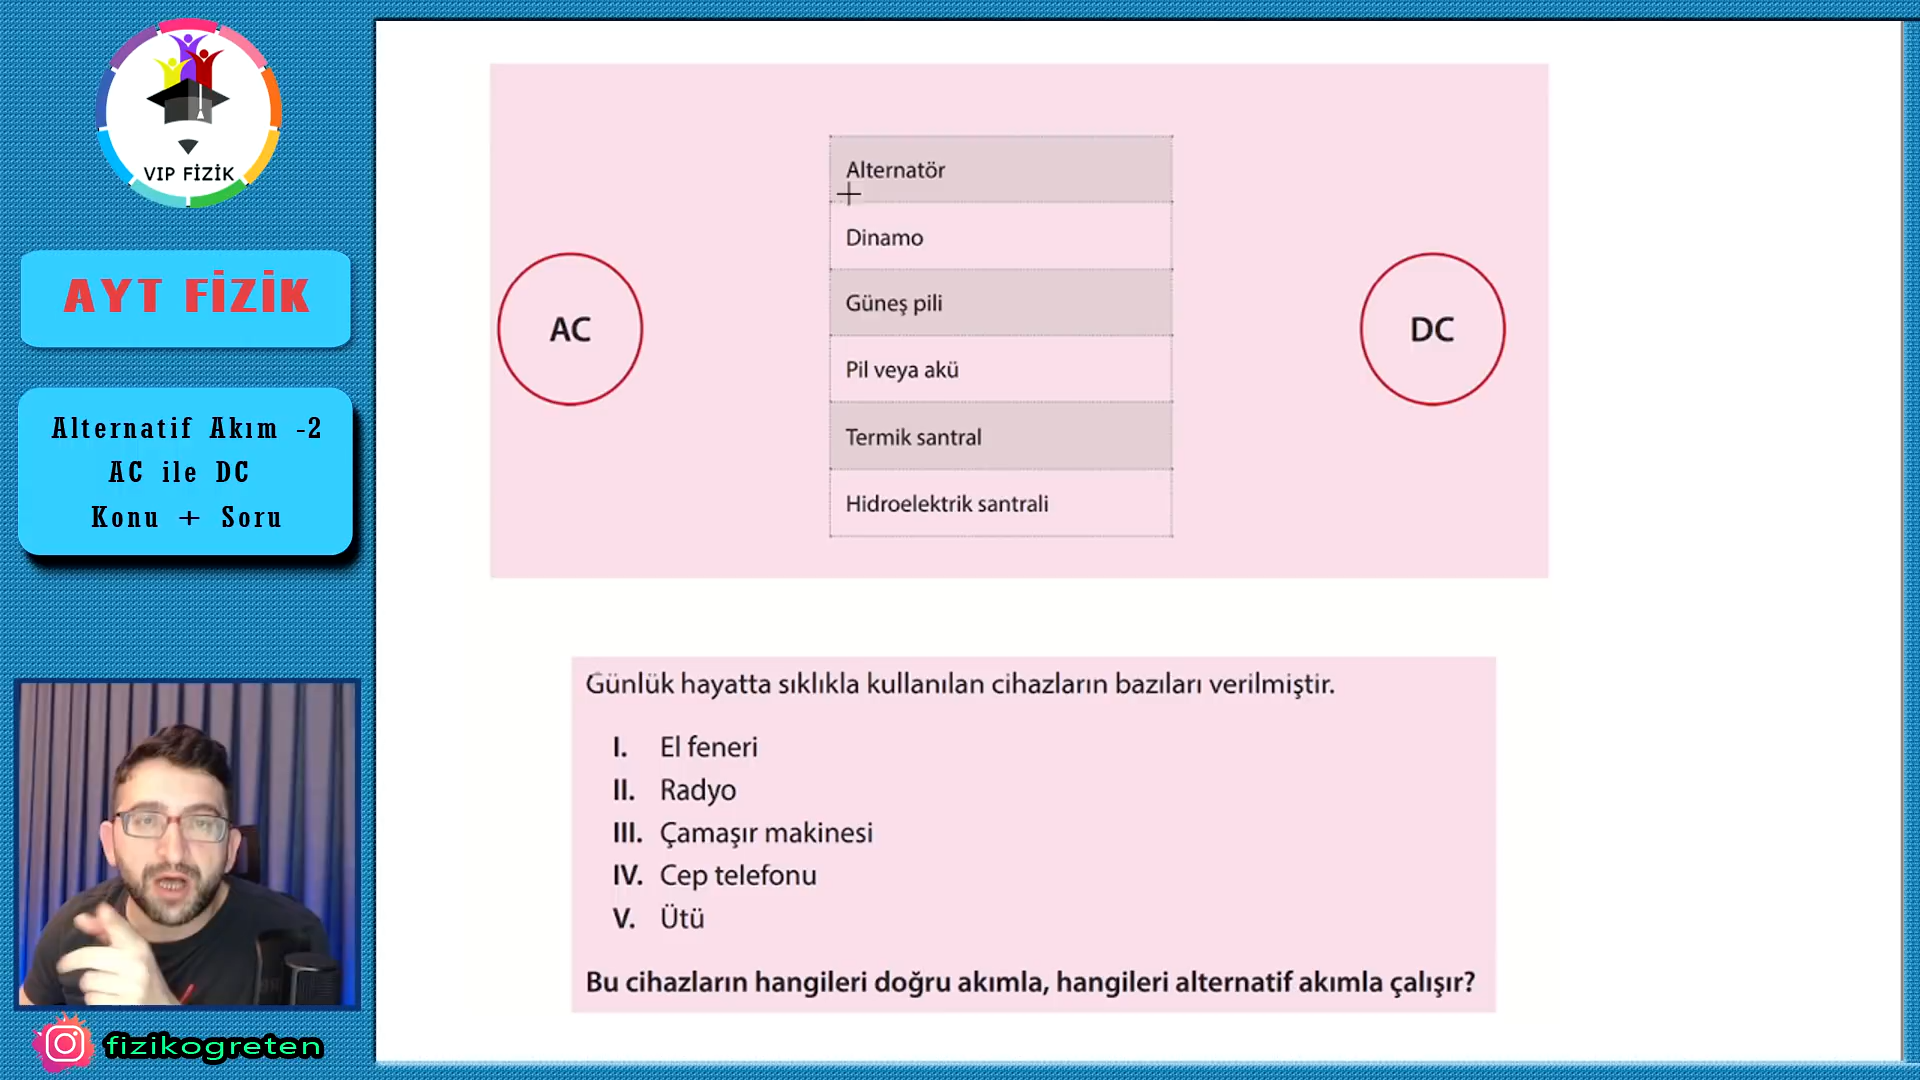 VIP FİZİK
AYT FİZİK
Alternatif Akım -2
AC ile DC
Konu + Soru
fizikogreten
AC
Alternatör
Dinamo
Güneş pili
Pil veya akü
Termik santral
Hidroelektrik santrali
DC
Günlük hayatta sıklıkla kullanılan cihazların bazıları verilmiştir.
I. El feneri
II. Radyo
III. Çamaşır makinesi
IV. Cep telefonu
V. Ütü
Bu cihazların hangileri doğru akımla, hangileri alternatif akımla çalışır?